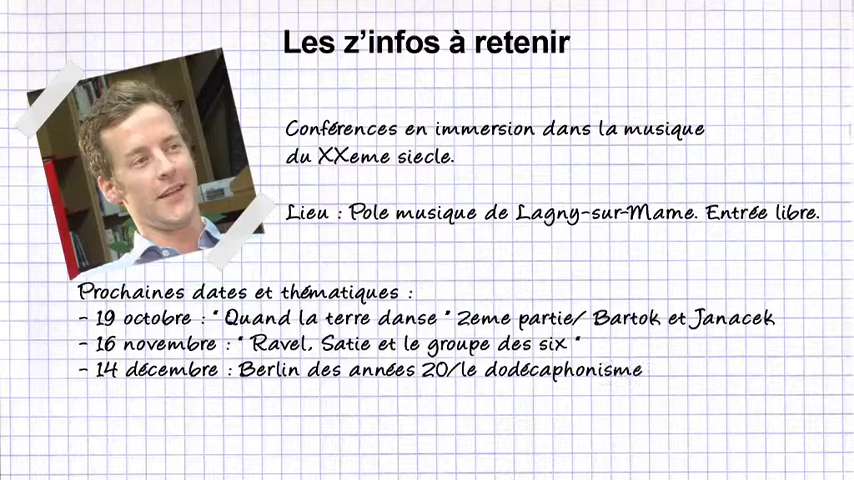 Les z’infos à retenir
Conférences en immersion dans la musique
du XXeme siecle.
Lieu : Pole musique de Lagny-sur-Marne. Entrée libre.
Prochaines dates et thématiques :
- 19 octobre : " Quand la terre danse " 2eme partie/ Bartok et Janacek
- 16 novembre : " Ravel, Satie et le groupe des six "
- 14 décembre : Berlin des années 20/le dodécaphonisme